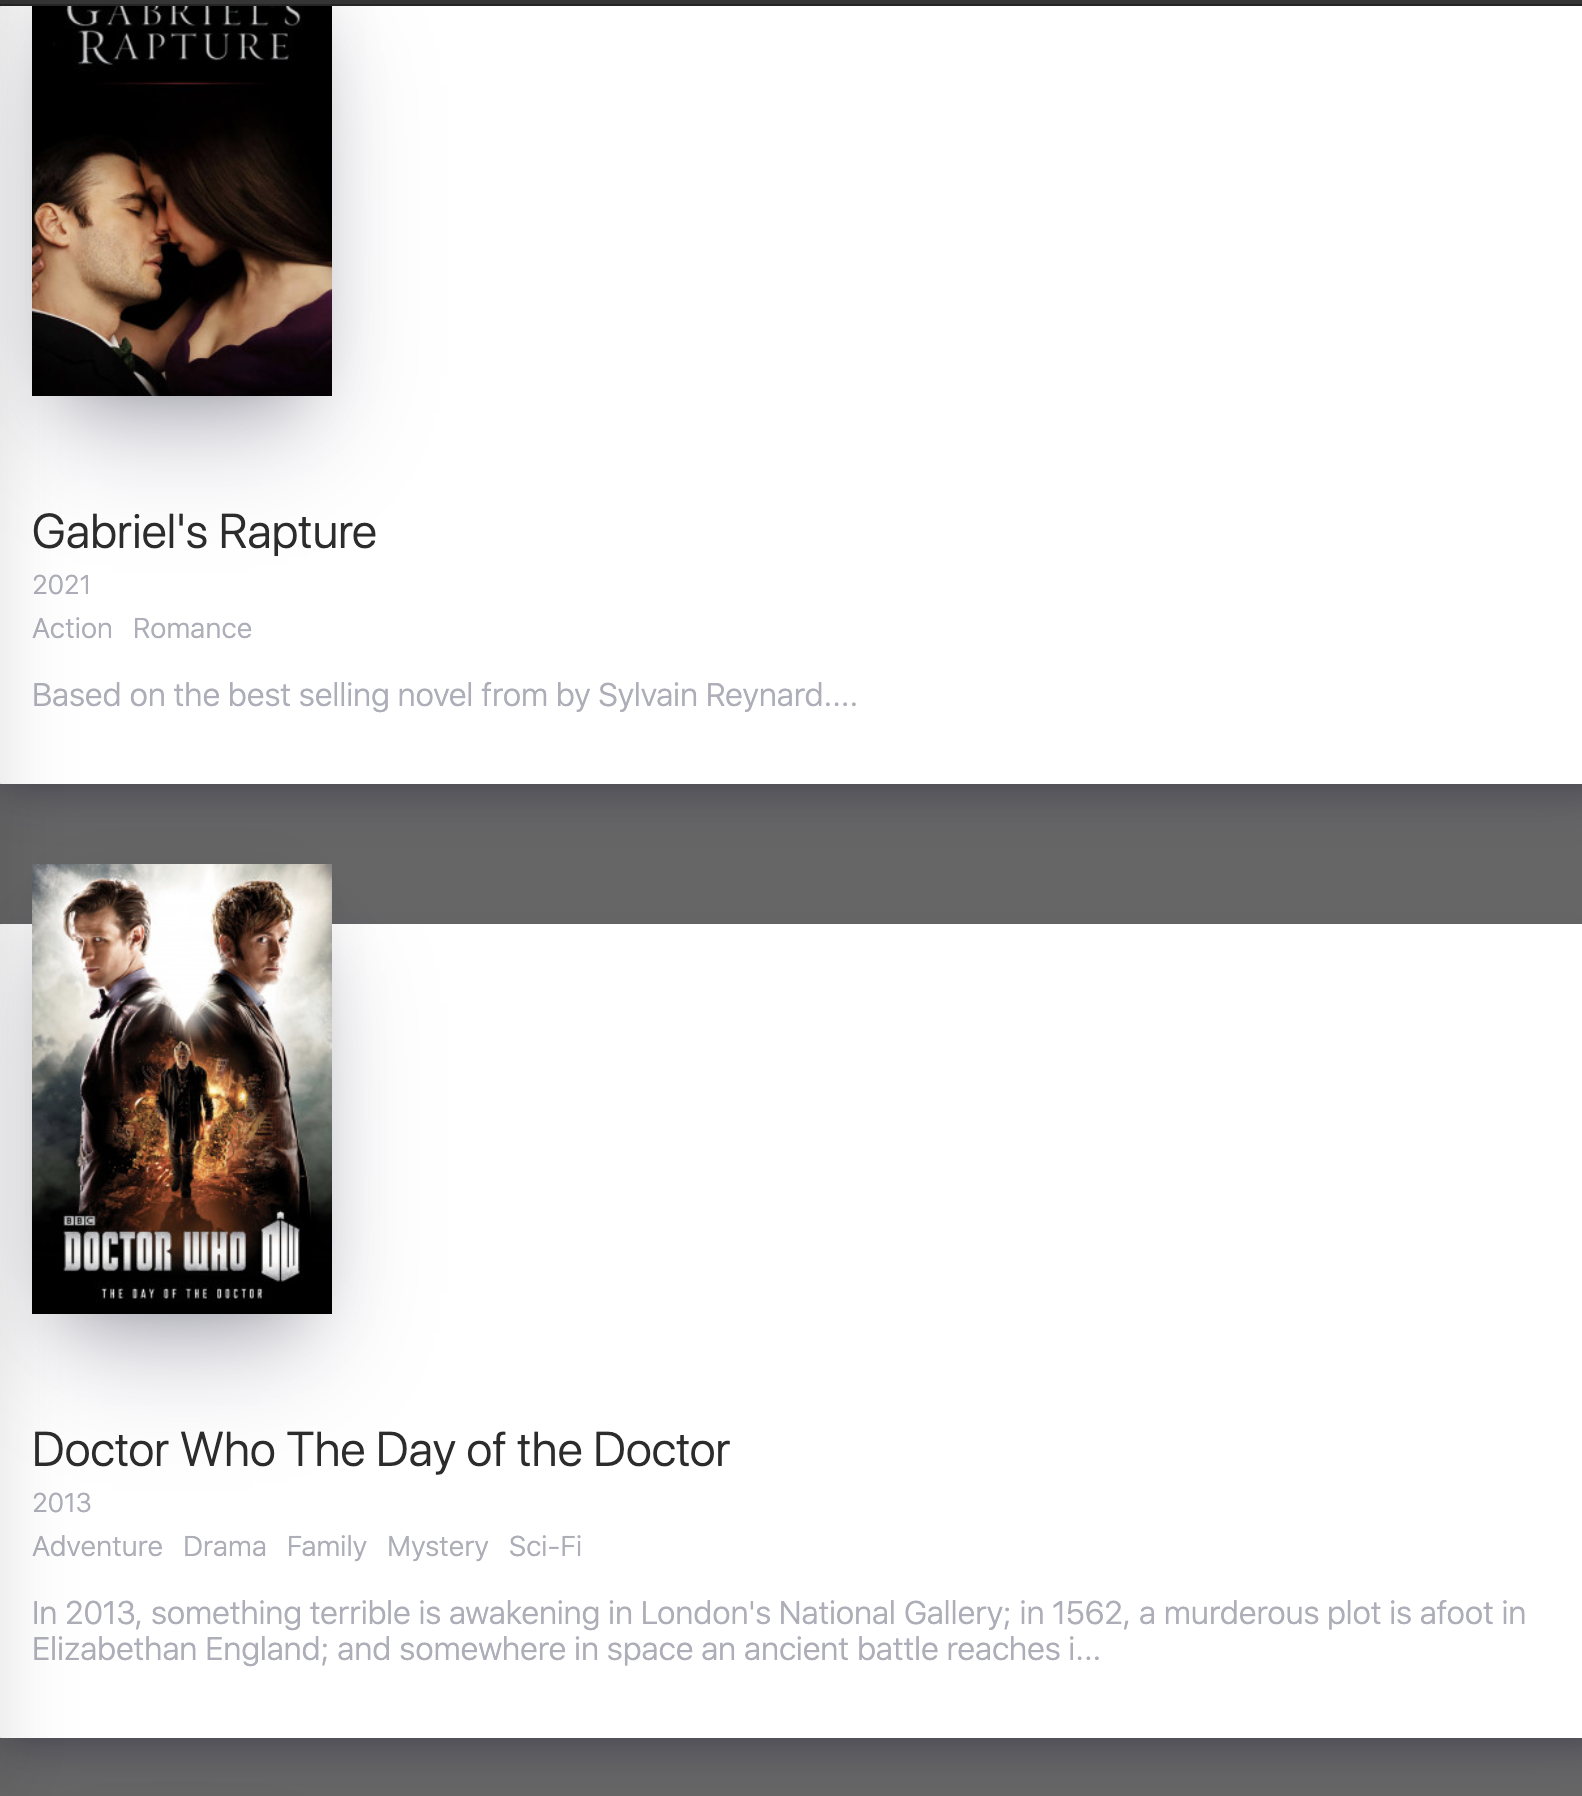 GABRIEL'S
RAPTURE
Gabriel's Rapture
2021
Action Romance
Based on the best selling novel from by Sylvain Reynard....
BBC
DOCTOR WHO DW
THE DAY OF THE DOCTOR
Doctor Who The Day of the Doctor
2013
Adventure Drama Family Mystery Sci-Fi
In 2013, something terrible is awakening in London's National Gallery; in 1562, a murderous plot is afoot in
Elizabethan England; and somewhere in space an ancient battle reaches i...